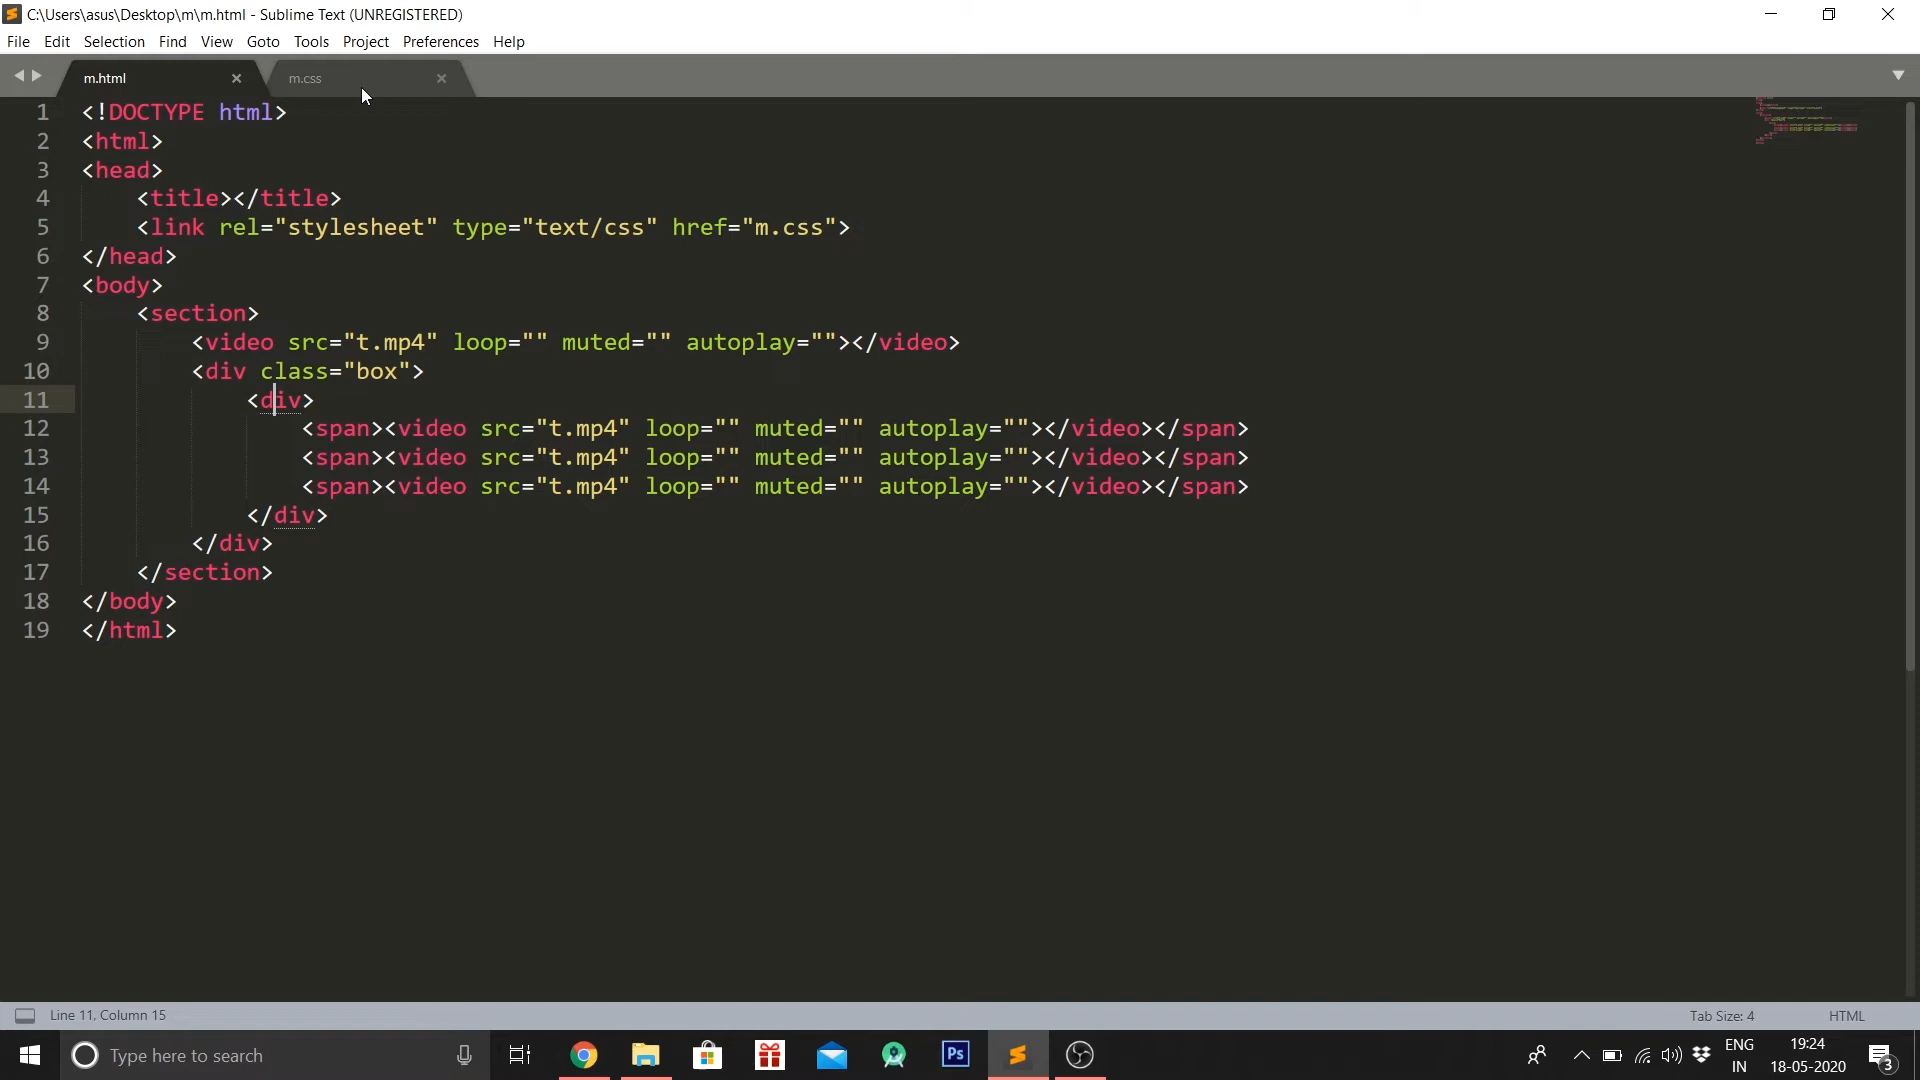 C:\Users\asus\Desktop\m\m.html - Sublime Text (UNREGISTERED)
File Edit Selection Find View Goto Tools Project Preferences Help
m.html m.css
1 <!DOCTYPE html>
2 <html>
3 <head>
4 <title></title>
5 <link rel="stylesheet" type="text/css" href="m.css">
6 </head>
7 <body>
8 <section>
9 <video src="t.mp4" loop="" muted="" autoplay=""></video>
10 <div class="box">
11 <div>
12 <span><video src="t.mp4" loop="" muted="" autoplay=""></video></span>
13 <span><video src="t.mp4" loop="" muted="" autoplay=""></video></span>
14 <span><video src="t.mp4" loop="" muted="" autoplay=""></video></span>
15 </div>
16 </div>
17 </section>
18 </body>
19 </html>
Line 11, Column 15 Tab Size: 4 HTML
Type here to search Ps ENG 19:24
IN 18-05-2020 3